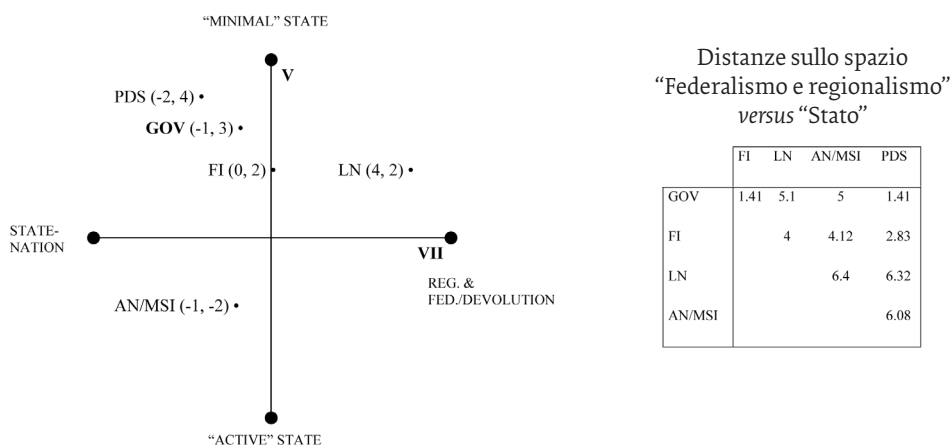 “MINIMAL” STATE
V
PDS (-2, 4) •
GOV (-1, 3) •
FI (0, 2) •
LN (4, 2) •
STATE-
NATION
VII
REG. &
FED./DEVOLUTION
AN/MSI (-1, -2) •
“ACTIVE” STATE
Distanze sullo spazio
“Federalismo e regionalismo”
versus “Stato”
FI LN AN/MSI PDS
GOV 1.41 5.1 5 1.41
FI 4 4.12 2.83
LN 6.4 6.32
AN/MSI 6.08